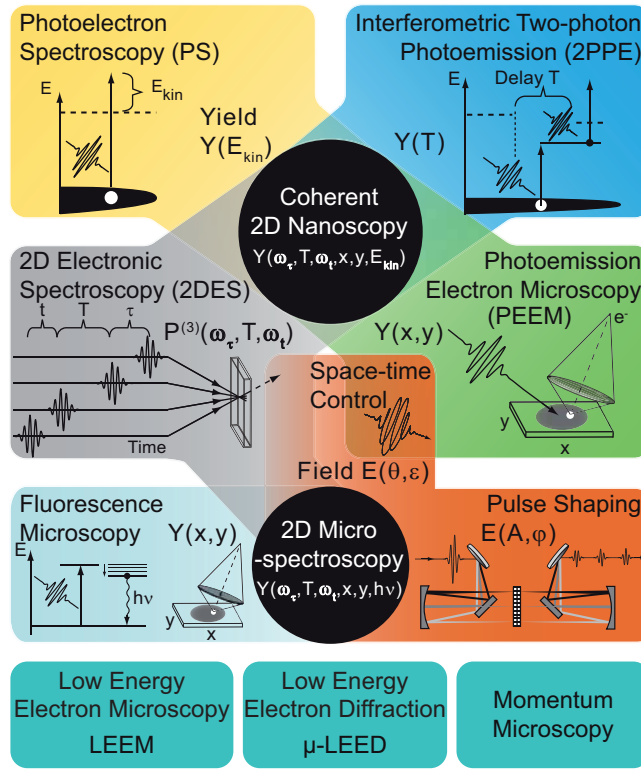 Photoelectron
Spectroscopy (PS)
E
E_kin
Yield
Y(E_kin)
Interferometric Two-photon
Photoemission (2PPE)
Delay T
E
Y(T)
Coherent
2D Nanoscopy
Y(ω_τ,T,ω_t,x,y,E_kin)
2D Electronic
Spectroscopy (2DES)
t T τ
P⁽³⁾(ω_τ,T,ω_t)
Time
Photoemission
Electron Microscopy
(PEEM)
e⁻
Y(x,y)
y
x
Space-time
Control
Field E(θ,ε)
Fluorescence
Microscopy
E
hν
Y(x,y)
y
x
2D Micro
-spectroscopy
Y(ω_τ,T,ω_t,x,y,hν)
Pulse Shaping
E(A,φ)
Low Energy
Electron Microscopy
LEEM
Low Energy
Electron Diffraction
μ-LEED
Momentum
Microscopy